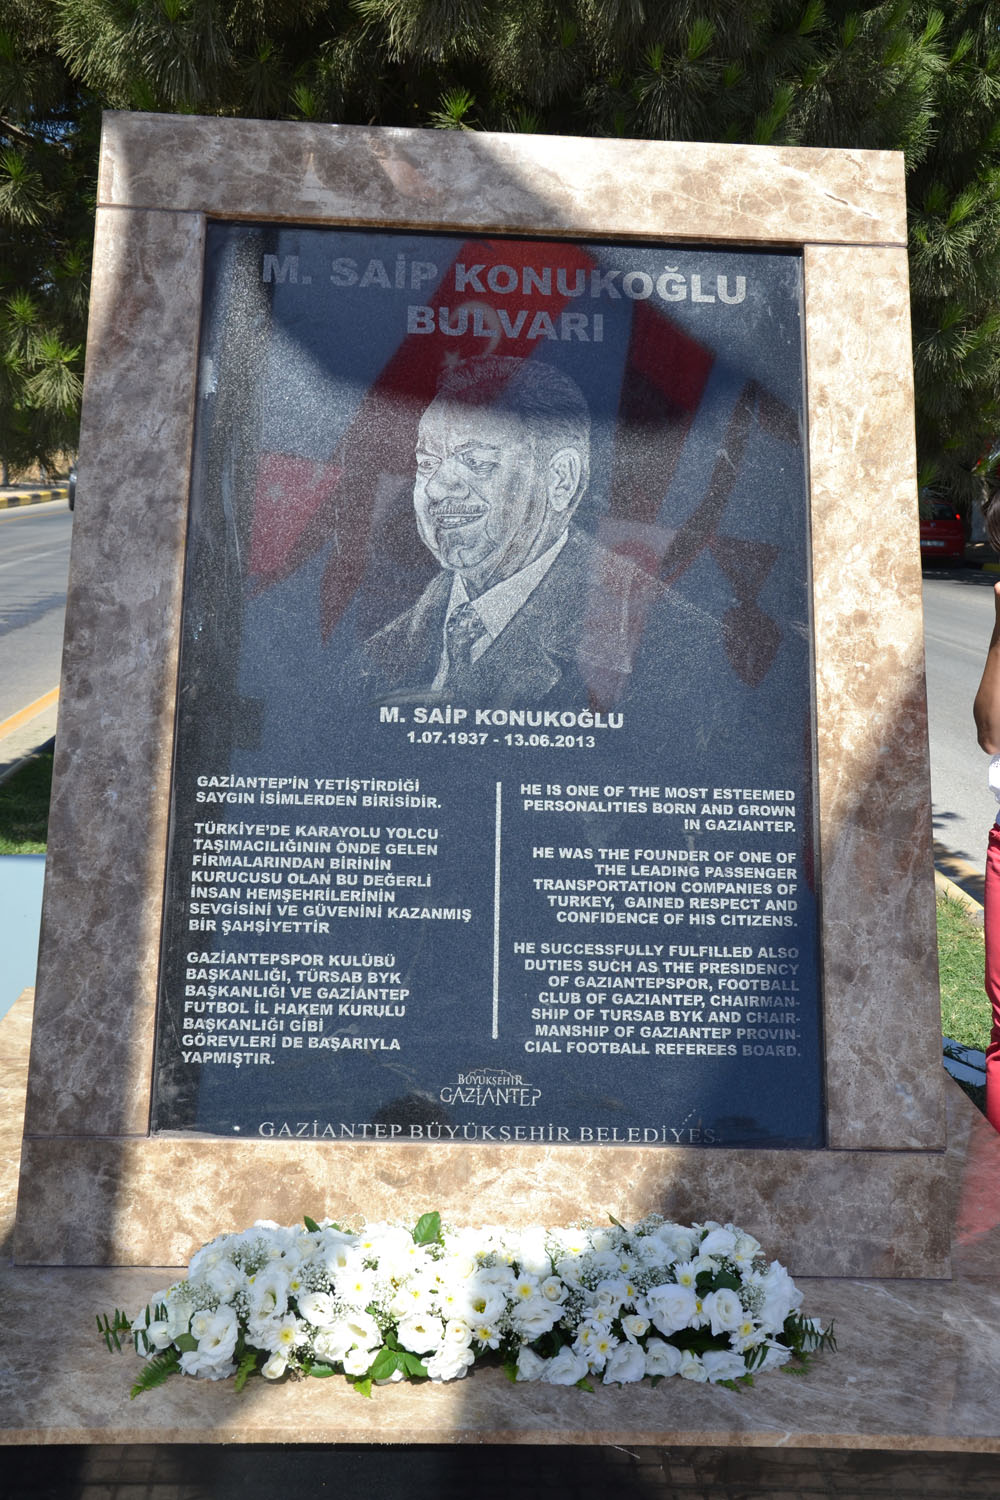 M. SAİP KONUKOĞLU
BULVARI
M. SAİP KONUKOĞLU
1.07.1937 - 13.06.2013
GAZİANTEP'İN YETİŞTİRDİĞİ
SAYGIN İSİMLERDEN BİRİSİDİR.
TÜRKİYE'DE KARAYOLU YOLCU
TAŞIMACILIĞININ ÖNDE GELEN
FİRMALARINDAN BİRİNİN
KURUCUSU OLAN BU DEĞERLİ
İNSAN HEMŞEHRİLERİNİN
SEVGİSİNİ VE GÜVENİNİ KAZANMIŞ
BİR ŞAHSİYETTİR
GAZİANTEPSPOR KULÜBÜ
BAŞKANLIĞI, TÜRSAB BYK
BAŞKANLIĞI VE GAZİANTEP
FUTBOL İL HAKEM KURULU
BAŞKANLIĞI GİBİ
GÖREVLERİ DE BAŞARIYLA
YAPMIŞTIR.
HE IS ONE OF THE MOST ESTEEMED
PERSONALITIES BORN AND GROWN
IN GAZIANTEP.
HE WAS THE FOUNDER OF ONE OF
THE LEADING PASSENGER
TRANSPORTATION COMPANIES OF
TURKEY, GAINED RESPECT AND
CONFIDENCE OF HIS CITIZENS.
HE SUCCESSFULLY FULFILLED ALSO
DUTIES SUCH AS THE PRESIDENCY
OF GAZIANTEPSPOR, FOOTBALL
CLUB OF GAZIANTEP, CHAIRMAN-
SHIP OF TURSAB BYK AND CHAIR-
MANSHIP OF GAZIANTEP PROVIN-
CIAL FOOTBALL REFEREES BOARD.
BÜYÜKŞEHİR
GAZİANTEP
GAZİANTEP BÜYÜKŞEHİR BELEDİYES